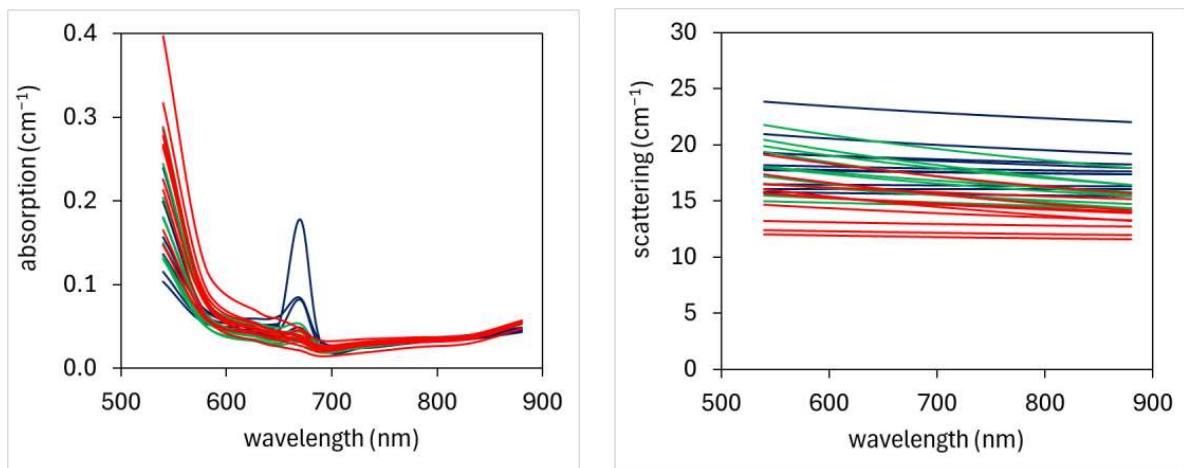 absorption (cm⁻¹)
0.4
0.3
0.2
0.1
0.0
500 600 700 800 900
wavelength (nm)
scattering (cm⁻¹)
30
25
20
15
10
5
0
500 600 700 800 900
wavelength (nm)